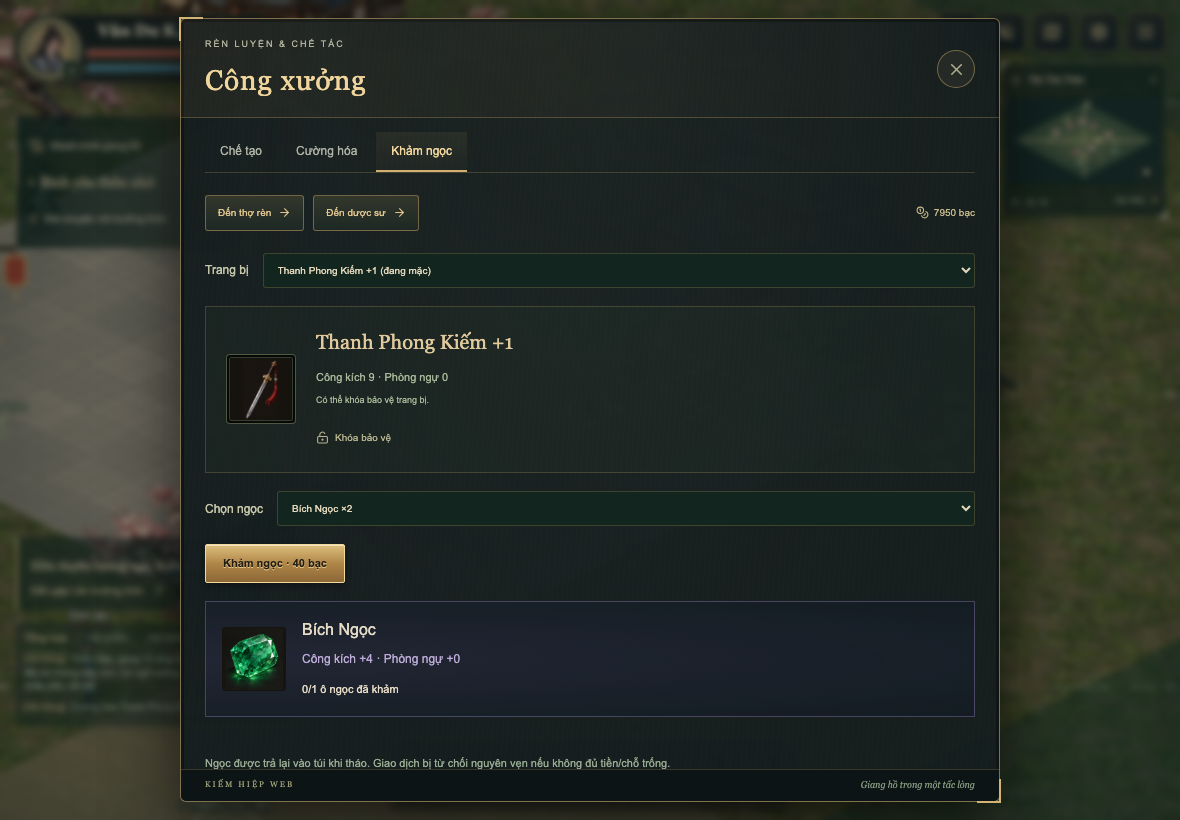 RÈN LUYỆN & CHẾ TÁC
Công xưởng
Chế tạo
Cường hóa
Khảm ngọc
Đến thợ rèn
Đến dược sư
7950 bạc
Trang bị
Thanh Phong Kiếm +1 (đang mặc)
Thanh Phong Kiếm +1
Công kích 9 · Phòng ngự 0
Có thể khóa bảo vệ trang bị.
Khóa bảo vệ
Chọn ngọc
Bích Ngọc ×2
Khảm ngọc · 40 bạc
Bích Ngọc
Công kích +4 · Phòng ngự +0
0/1 ô ngọc đã khảm
Ngọc được trả lại vào túi khi tháo. Giao dịch bị từ chối nguyên vẹn nếu không đủ tiền/chỗ trống.
KIẾM HIỆP WEB
Giang hồ trong một tấc lòng